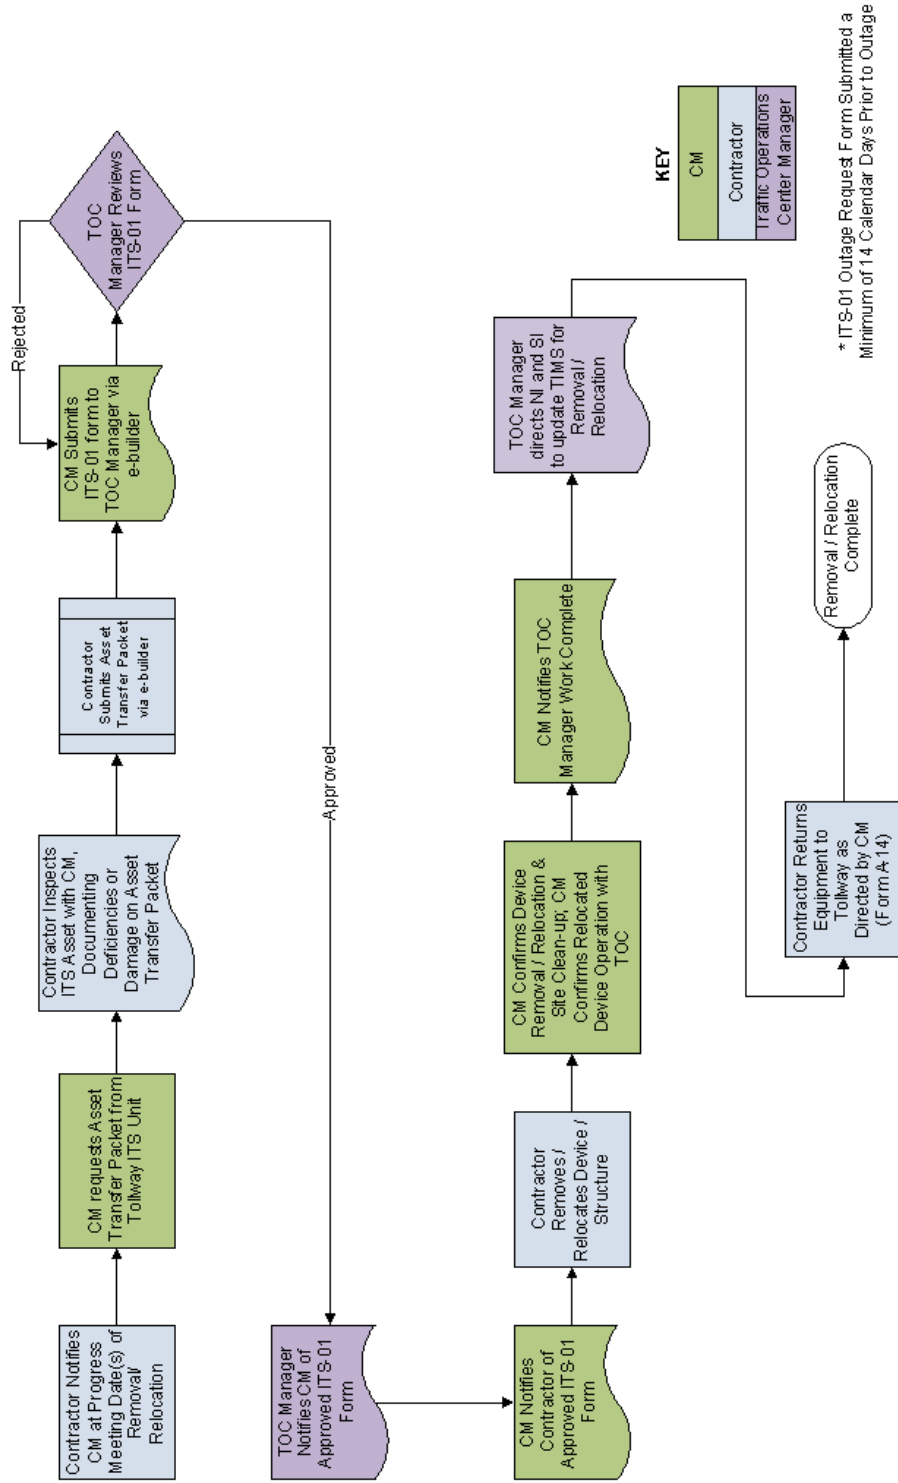 Contractor Notifies
CM at Progress
Meeting Date(s) of
Removal/
Relocation
CM requests Asset
Transfer Packet from
Tollway ITS Unit
Contractor Inspects
ITS Asset with CM,
Documenting
Deficiencies or
Damage on Asset
Transfer Packet
Contractor
Submits Asset
Transfer Packet
via e-builder
CM Submits
ITS-01 form to
TOC Manager via
e-builder
Rejected
TOC
Manager Reviews
ITS-01 Form
Approved
TOC Manager
Notifies CM of
Approved ITS-01
Form
CM Notifies
Contractor of
Approved ITS-01
Form
Contractor
Removes /
Relocates Device /
Structure
CM Confirms Device
Removal / Relocation &
Site Clean-up; CM
Confirms Relocated
Device Operation with
TOC
CM Notifies TOC
Manager Work Complete
TOC Manager
directs NI and SI
to update TIMS for
Removal /
Relocation
Contractor Returns
Equipment to
Tollway as
Directed by CM
(Form A-14)
Removal / Relocation
Complete
KEY
CM
Contractor
Traffic Operations
Center Manager
* ITS-01 Outage Request Form Submitted a
Minimum of 14 Calendar Days Prior to Outage